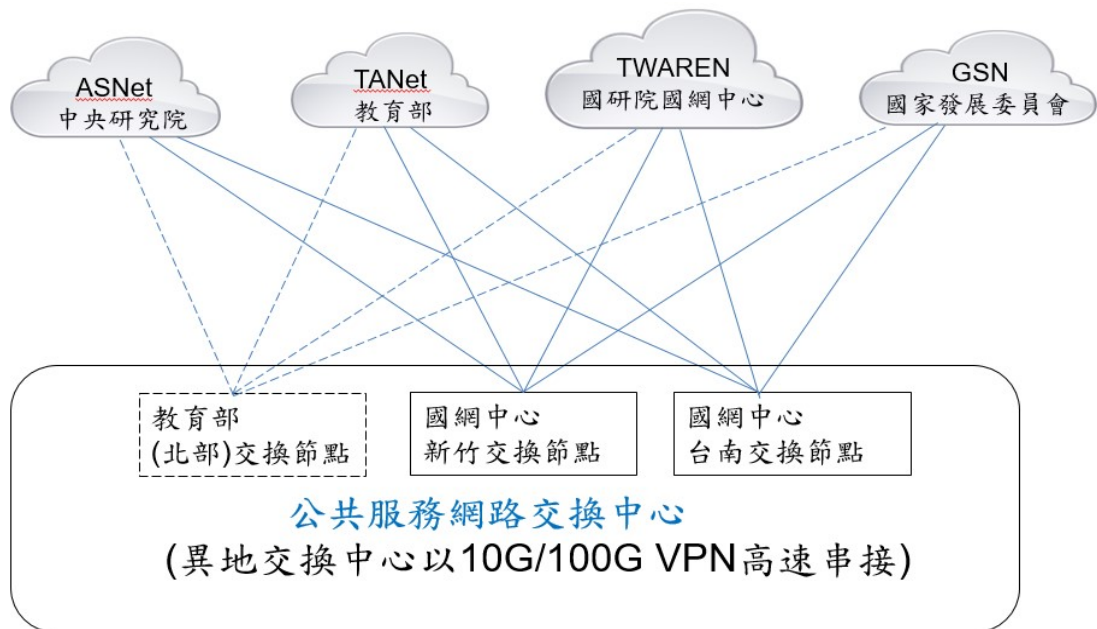 ASNet
中央研究院
TANet
教育部
TWAREN
國研院國網中心
GSN
國家發展委員會
教育部
(北部)交換節點
國網中心
新竹交換節點
國網中心
台南交換節點
公共服務網路交換中心
(異地交換中心以10G/100G VPN高速串接)